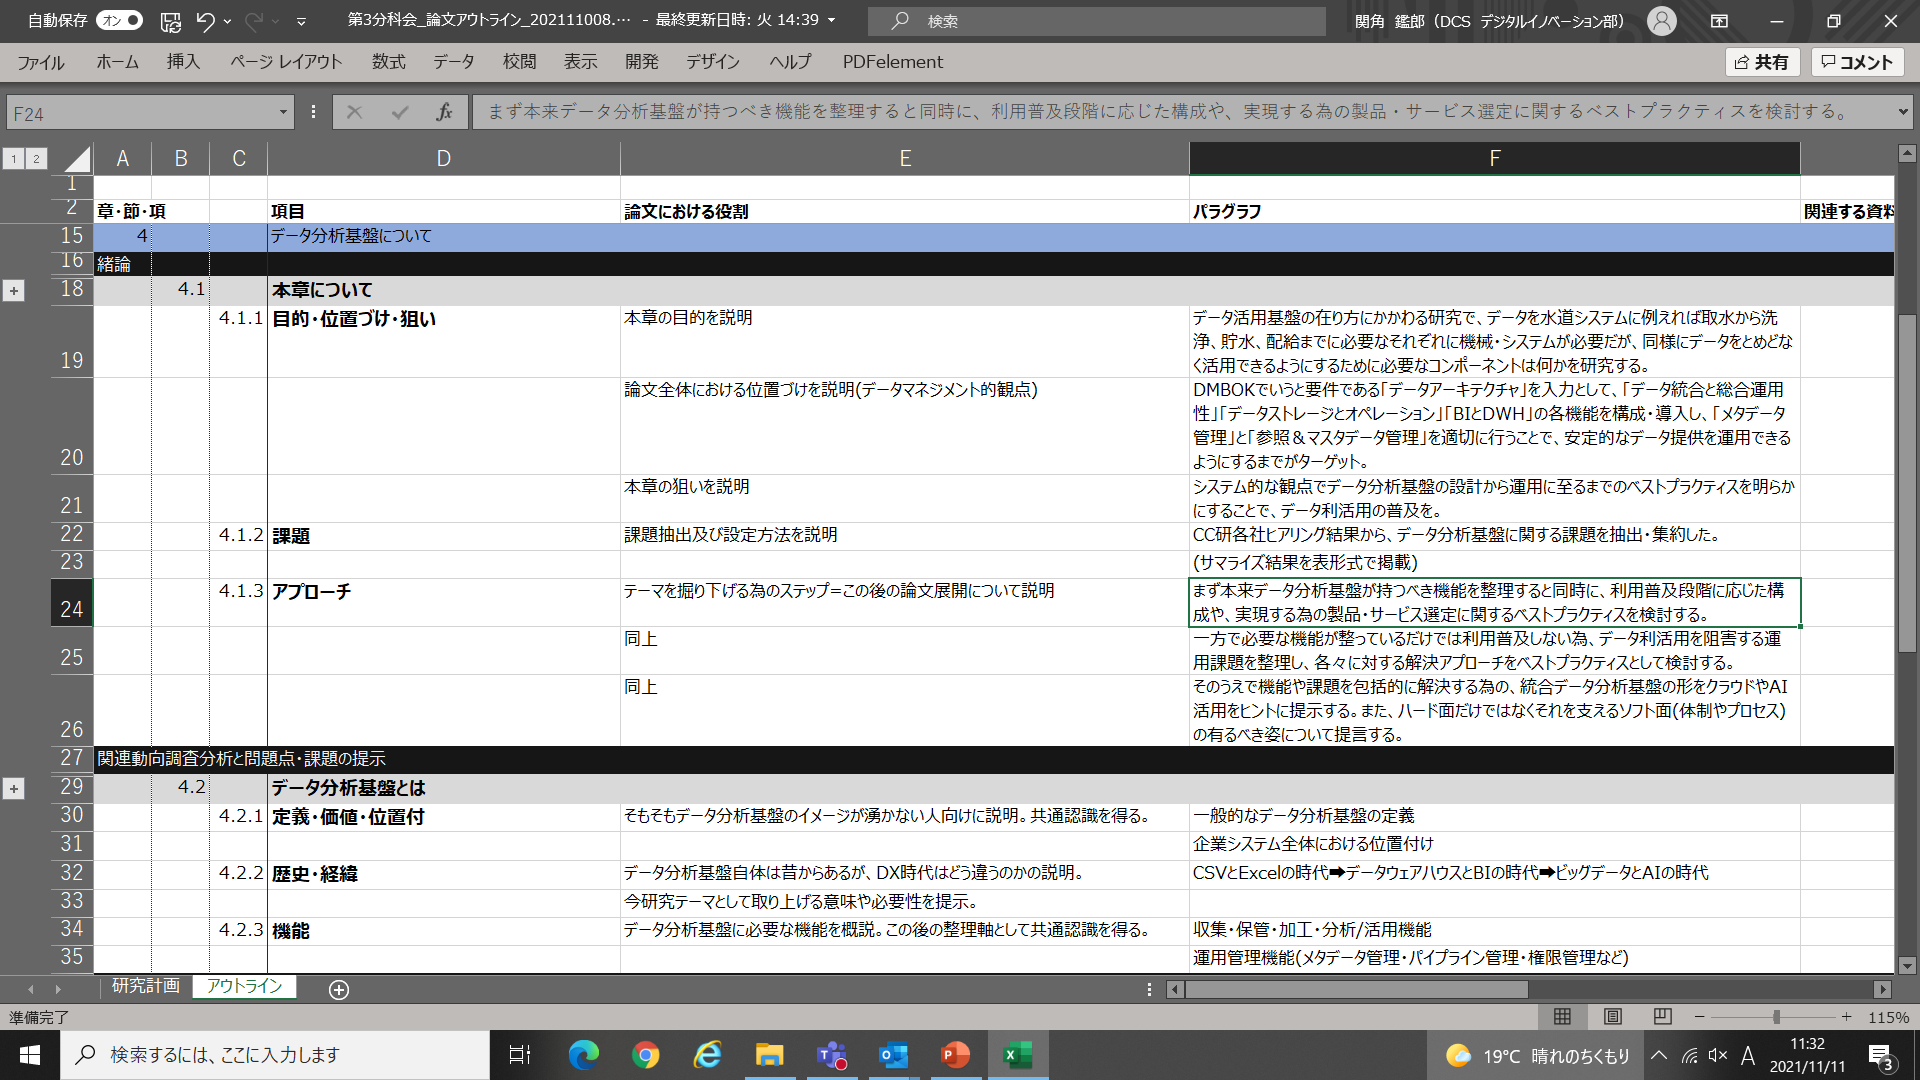 自動保存 オン 第3分科会_論文アウトライン_202111008.… - 最終更新日時: 火 14:39 検索 関角 鑑郎（DCS デジタルイノベーション部）
ファイル ホーム 挿入 ページ レイアウト 数式 データ 校閲 表示 開発 デザイン ヘルプ PDFelement 共有 コメント
F24 fx まず本来データ分析基盤が持つべき機能を整理すると同時に、利用普及段階に応じた構成や、実現する為の製品・サービス選定に関するベストプラクティスを検討する。
1 2 A B C D E F
1
2 章・節・項 項目 論文における役割 パラグラフ 関連する資料
15 4 データ分析基盤について
16 緒論
18 4.1 本章について
19 4.1.1 目的・位置づけ・狙い 本章の目的を説明 データ活用基盤の在り方にかかわる研究で、データを水道システムに例えれば取水から洗
浄、貯水、配給までに必要なそれぞれに機械・システムが必要だが、同様にデータをとめどな
く活用できるようにするために必要なコンポーネントは何かを研究する。
20 論文全体における位置づけを説明(データマネジメント的観点) DMBOKでいうと要件である「データアーキテクチャ」を入力として、「データ統合と総合運用
性」「データストレージとオペレーション」「BIとDWH」の各機能を構成・導入し、「メタデータ
管理」と「参照＆マスタデータ管理」を適切に行うことで、安定的なデータ提供を運用できる
ようにするまでがターゲット。
21 本章の狙いを説明 システム的な観点でデータ分析基盤の設計から運用に至るまでのベストプラクティスを明らか
にすることで、データ利活用の普及を。
22 4.1.2 課題 課題抽出及び設定方法を説明 CC研各社ヒアリング結果から、データ分析基盤に関する課題を抽出・集約した。
23 (サマライズ結果を表形式で掲載)
24 4.1.3 アプローチ テーマを掘り下げる為のステップ=この後の論文展開について説明 まず本来データ分析基盤が持つべき機能を整理すると同時に、利用普及段階に応じた構
成や、実現する為の製品・サービス選定に関するベストプラクティスを検討する。
25 同上 一方で必要な機能が整っているだけでは利用普及しない為、データ利活用を阻害する運
用課題を整理し、各々に対する解決アプローチをベストプラクティスとして検討する。
26 同上 そのうえで機能や課題を包括的に解決する為の、統合データ分析基盤の形をクラウドやAI
活用をヒントに提示する。また、ハード面だけではなくそれを支えるソフト面(体制やプロセス)
の有るべき姿について提言する。
27 関連動向調査分析と問題点・課題の提示
29 4.2 データ分析基盤とは
30 4.2.1 定義・価値・位置付 そもそもデータ分析基盤のイメージが湧かない人向けに説明。共通認識を得る。 一般的なデータ分析基盤の定義
31 企業システム全体における位置付け
32 4.2.2 歴史・経緯 データ分析基盤自体は昔からあるが、DX時代はどう違うのかの説明。 CSVとExcelの時代➡データウェアハウスとBIの時代➡ビッグデータとAIの時代
33 今研究テーマとして取り上げる意味や必要性を提示。
34 4.2.3 機能 データ分析基盤に必要な機能を概説。この後の整理軸として共通認識を得る。 収集・保管・加工・分析/活用機能
35 運用管理機能(メタデータ管理・パイプライン管理・権限管理など)
研究計画 アウトライン
準備完了 115%
検索するには、ここに入力します 19°C 晴れのちくもり A 11:32
2021/11/11 3